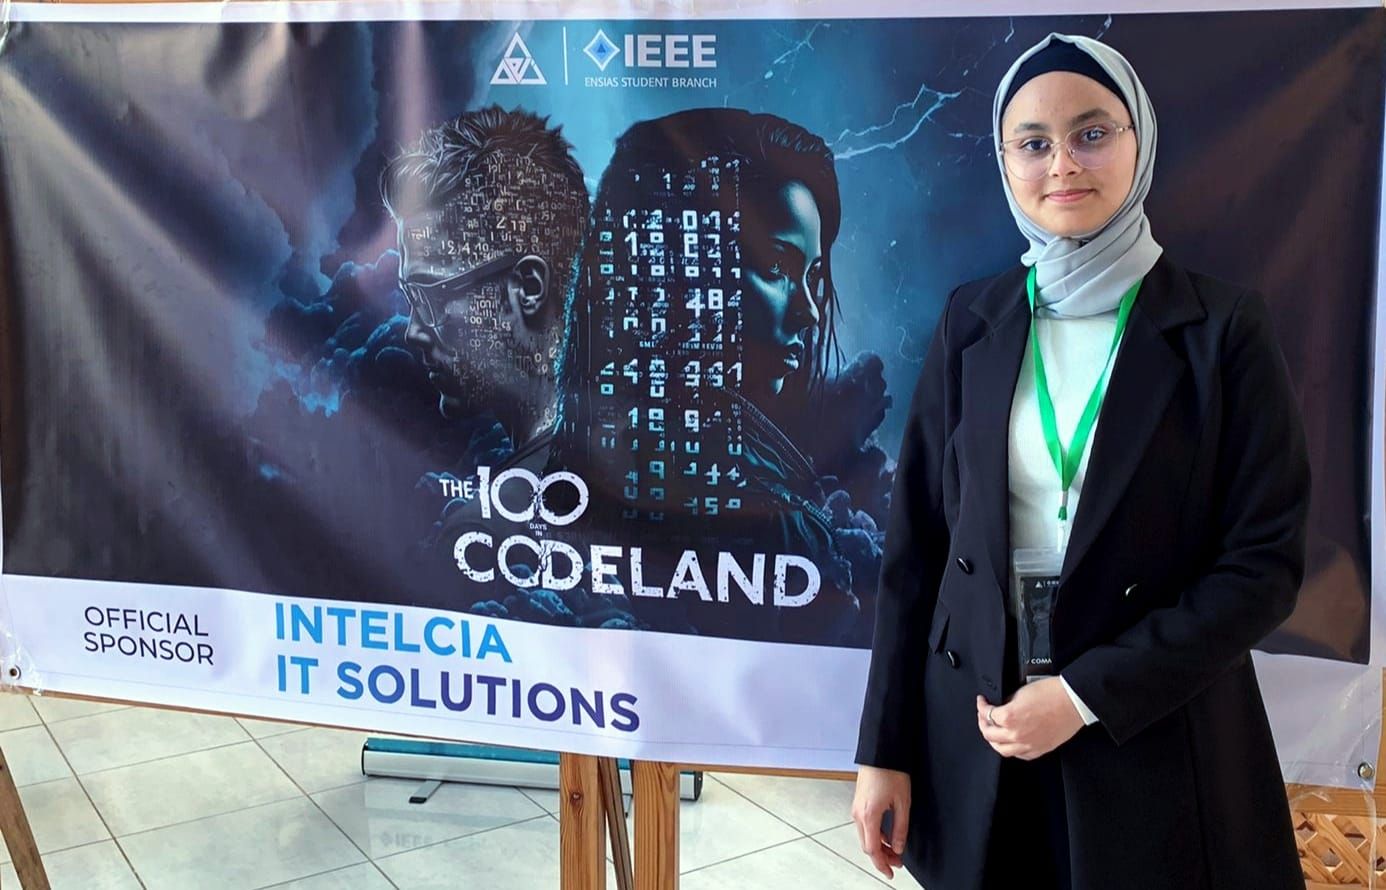 IEEE
ENSIAS STUDENT BRANCH
THE 100
DAYS
IN
CODELAND
OFFICIAL
SPONSOR
INTELCIA
IT SOLUTIONS